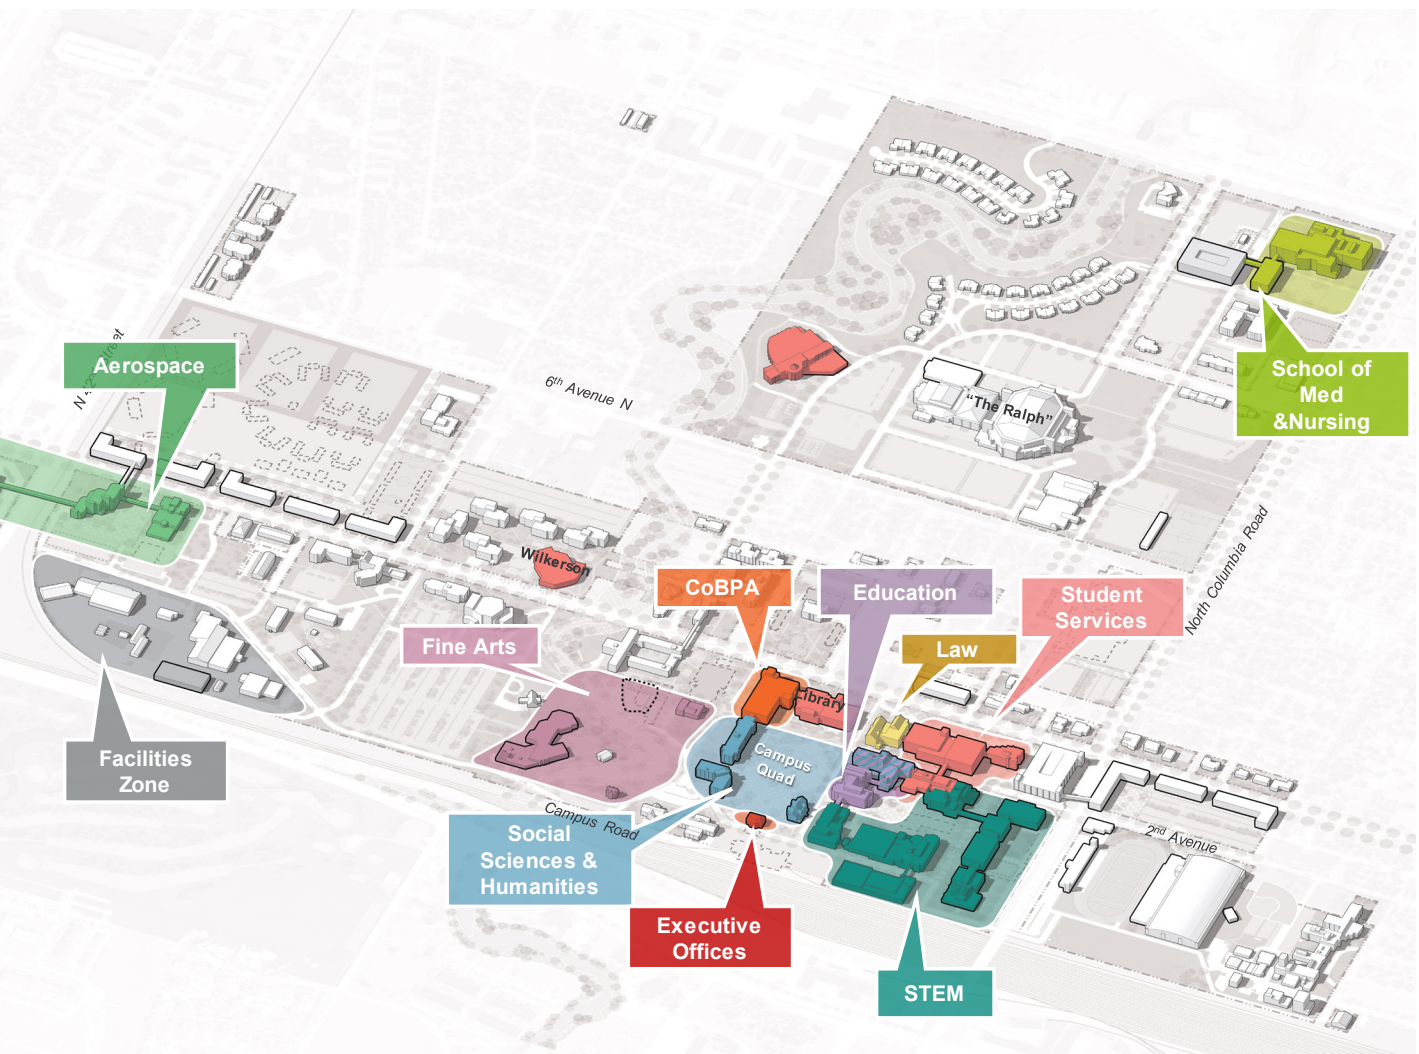 N 42nd Street
Aerospace
6th Avenue N
"The Ralph"
School of
Med
&Nursing
North Columbia Road
Wilkerson
CoBPA
Education
Student
Services
Fine Arts
Law
Library
Facilities
Zone
Campus
Quad
Campus Road
Social
Sciences &
Humanities
2nd Avenue
Executive
Offices
STEM